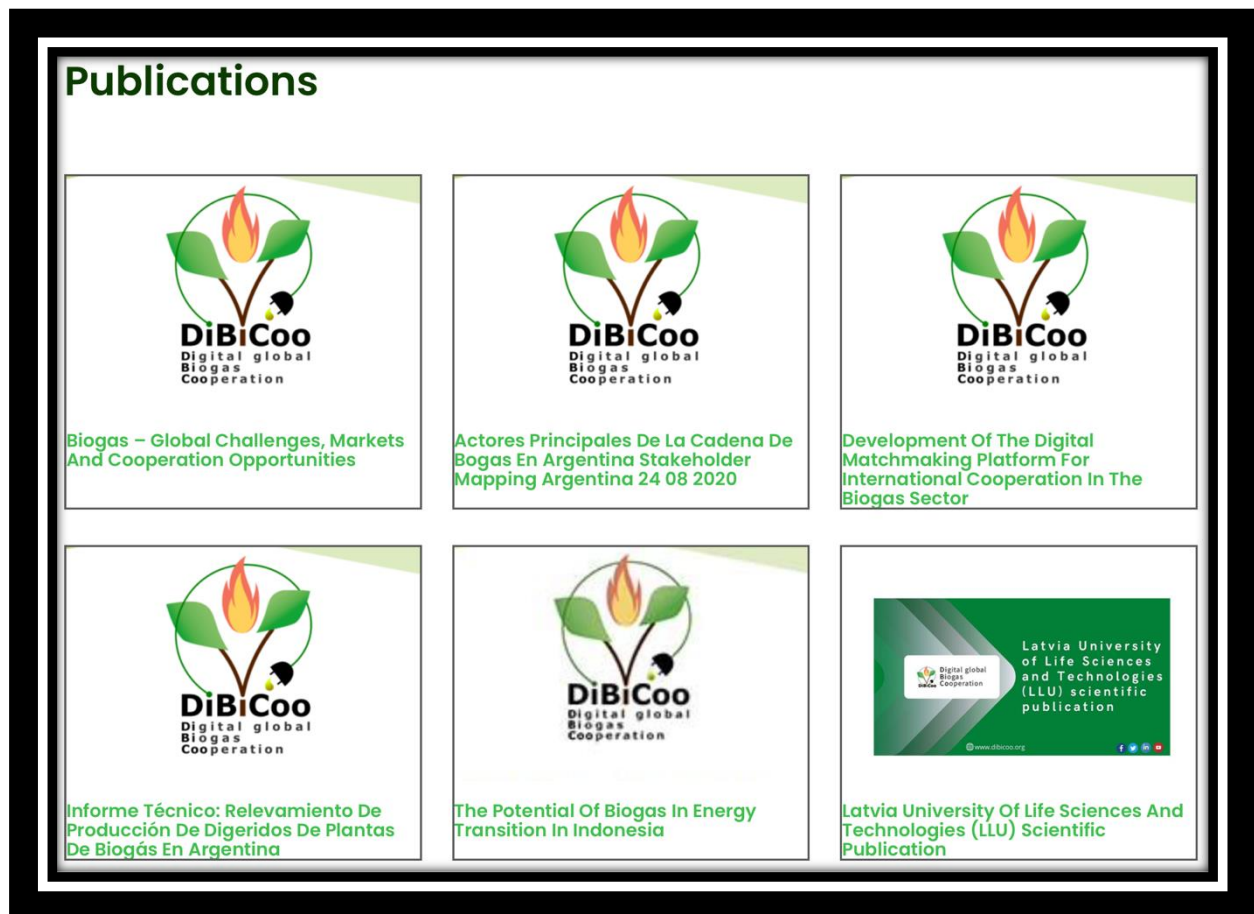 Publications
DiBiCoo
Digital global
Biogas
Cooperation
Biogas – Global Challenges, Markets
And Cooperation Opportunities
DiBiCoo
Digital global
Biogas
Cooperation
Actores Principales De La Cadena De
Bogas En Argentina Stakeholder
Mapping Argentina 24 08 2020
DiBiCoo
Digital global
Biogas
Cooperation
Development Of The Digital
Matchmaking Platform For
International Cooperation In The
Biogas Sector
DiBiCoo
Digital global
Biogas
Cooperation
Informe Técnico: Relevamiento De
Producción De Digeridos De Plantas
De Biogás En Argentina
DiBiCoo
Digital global
Biogas
Cooperation
The Potential Of Biogas In Energy
Transition In Indonesia
DiBiCoo
Digital global
Biogas
Cooperation
Latvia University
of Life Sciences
and Technologies
(LLU) scientific
publication
www.dibicoo.org
Latvia University Of Life Sciences And
Technologies (LLU) Scientific
Publication